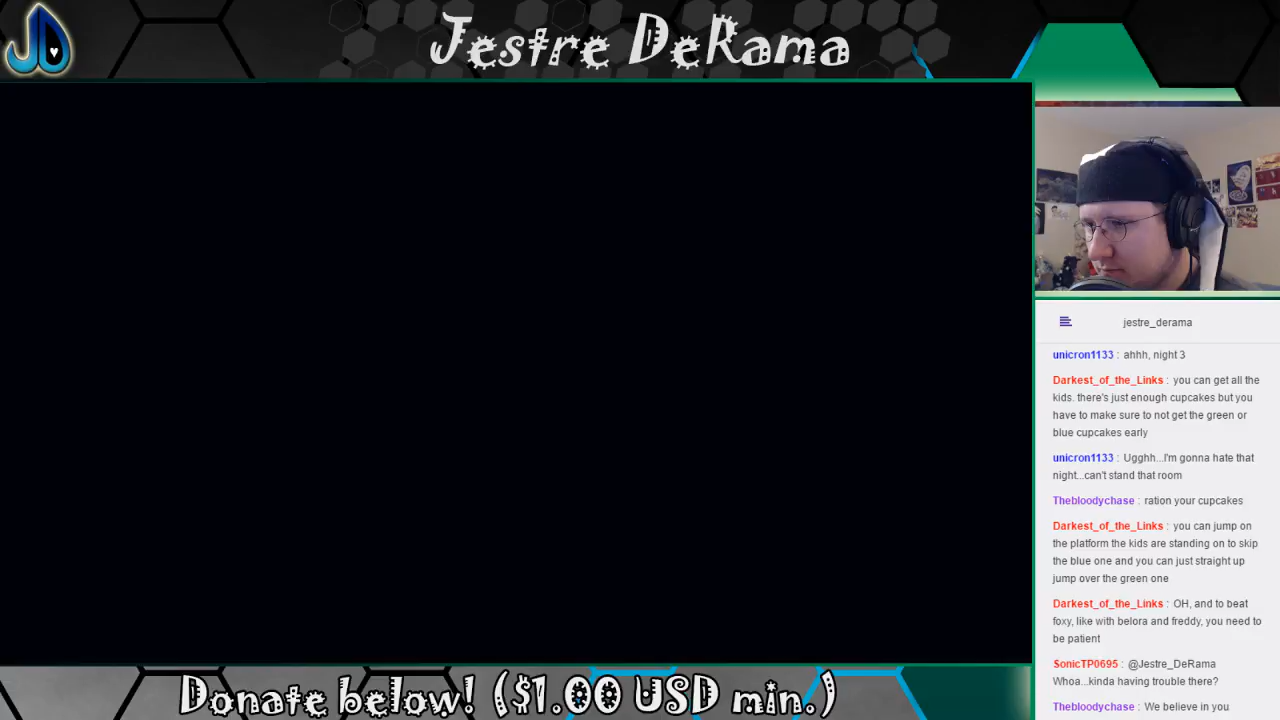 JD
Jestre DeRama
jestre_derama
unicron1133 : ahhh, night 3
Darkest_of_the_Links : you can get all the
kids. there's just enough cupcakes but you
have to make sure to not get the green or
blue cupcakes early
unicron1133 : Ugghh...I'm gonna hate that
night...can't stand that room
Thebloodychase : ration your cupcakes
Darkest_of_the_Links : you can jump on
the platform the kids are standing on to skip
the blue one and you can just straight up
jump over the green one
Darkest_of_the_Links : OH, and to beat
foxy, like with belora and freddy, you need to
be patient
SonicTP0695 : @Jestre_DeRama
Whoa...kinda having trouble there?
Thebloodychase : We believe in you
Donate below! ($1.00 USD min.)